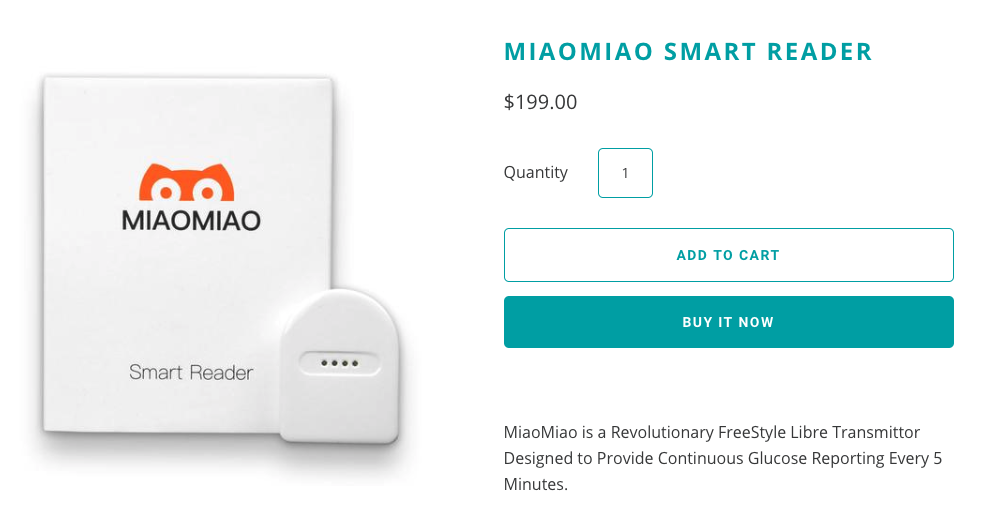 MIAOMIAO
Smart Reader
MIAOMIAO SMART READER
$199.00
Quantity 1
ADD TO CART
BUY IT NOW
MiaoMiao is a Revolutionary FreeStyle Libre Transmittor
Designed to Provide Continuous Glucose Reporting Every 5
Minutes.